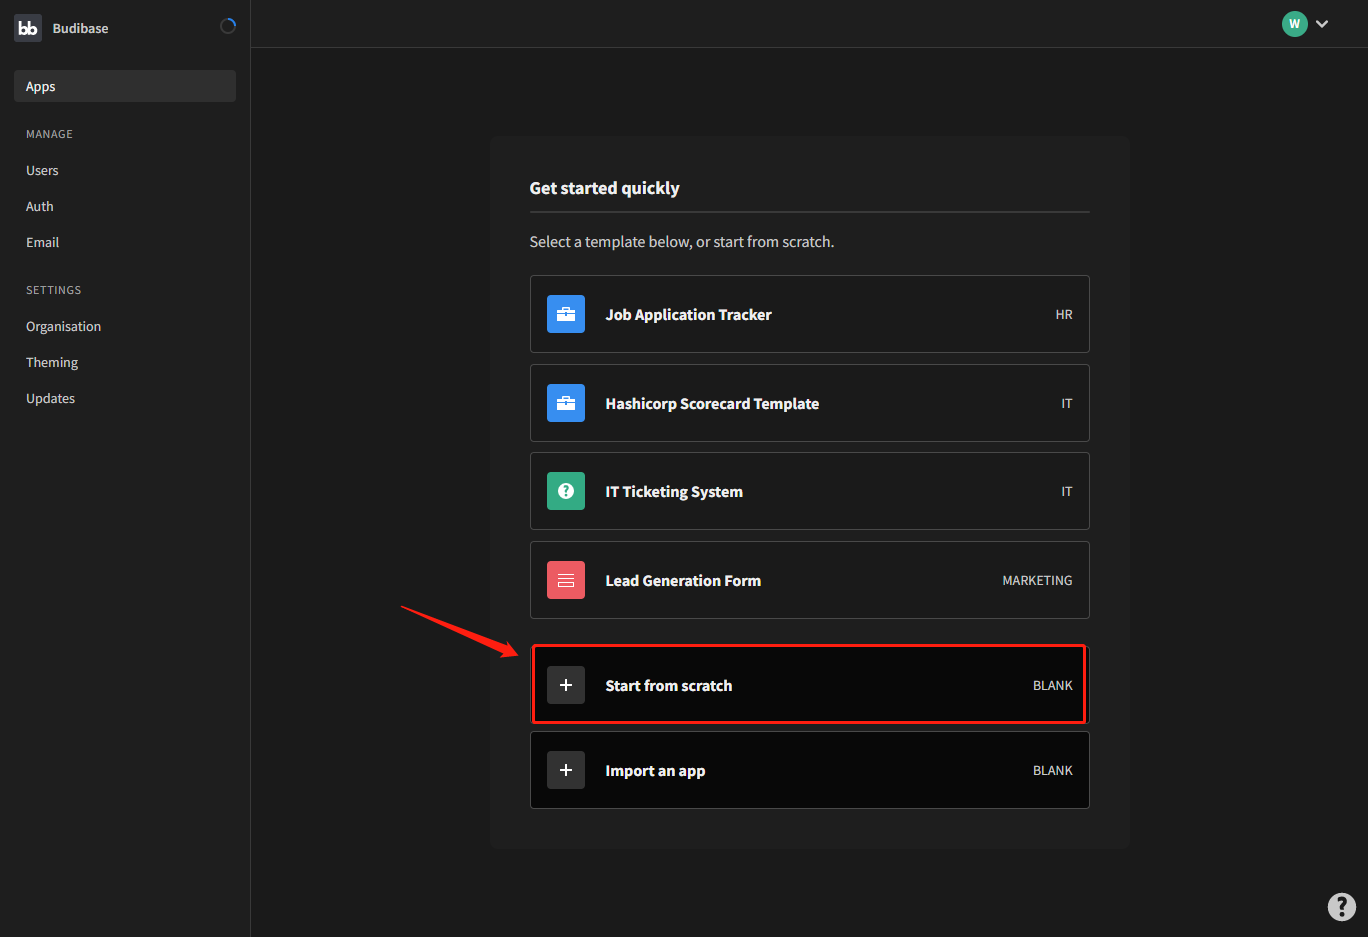 bb Budibase
W
Apps
MANAGE
Users
Auth
Email
SETTINGS
Organisation
Theming
Updates
Get started quickly
Select a template below, or start from scratch.
Job Application Tracker HR
Hashicorp Scorecard Template IT
? IT Ticketing System IT
Lead Generation Form MARKETING
+ Start from scratch BLANK
+ Import an app BLANK
?